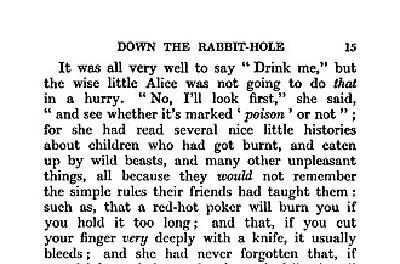 DOWN THE RABBIT-HOLE 15
It was all very well to say “ Drink me,” but
the wise little Alice was not going to do that
in a hurry. “ No, I’ll look first,” she said,
“ and see whether it’s marked ‘ poison ’ or not ” ;
for she had read several nice little histories
about children who had got burnt, and eaten
up by wild beasts, and many other unpleasant
things, all because they would not remember
the simple rules their friends had taught them :
such as, that a red-hot poker will burn you if
you hold it too long ; and that, if you cut
your finger very deeply with a knife, it usually
bleeds ; and she had never forgotten that, if